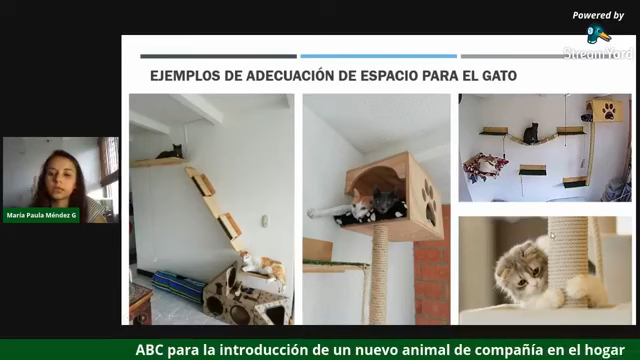 Powered by
StreamYard
EJEMPLOS DE ADECUACIÓN DE ESPACIO PARA EL GATO
María Paula Méndez G
ABC para la introducción de un nuevo animal de compañía en el hogar